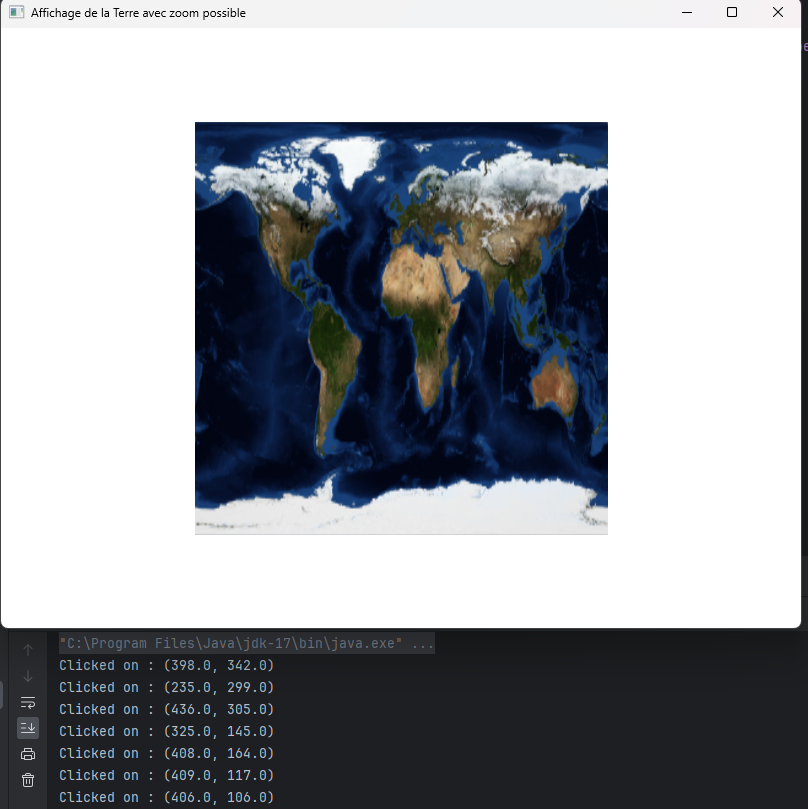 Affichage de la Terre avec zoom possible
"C:\Program Files\Java\jdk-17\bin\java.exe" ...
Clicked on : (398.0, 342.0)
Clicked on : (235.0, 299.0)
Clicked on : (436.0, 305.0)
Clicked on : (325.0, 145.0)
Clicked on : (408.0, 164.0)
Clicked on : (409.0, 117.0)
Clicked on : (406.0, 106.0)